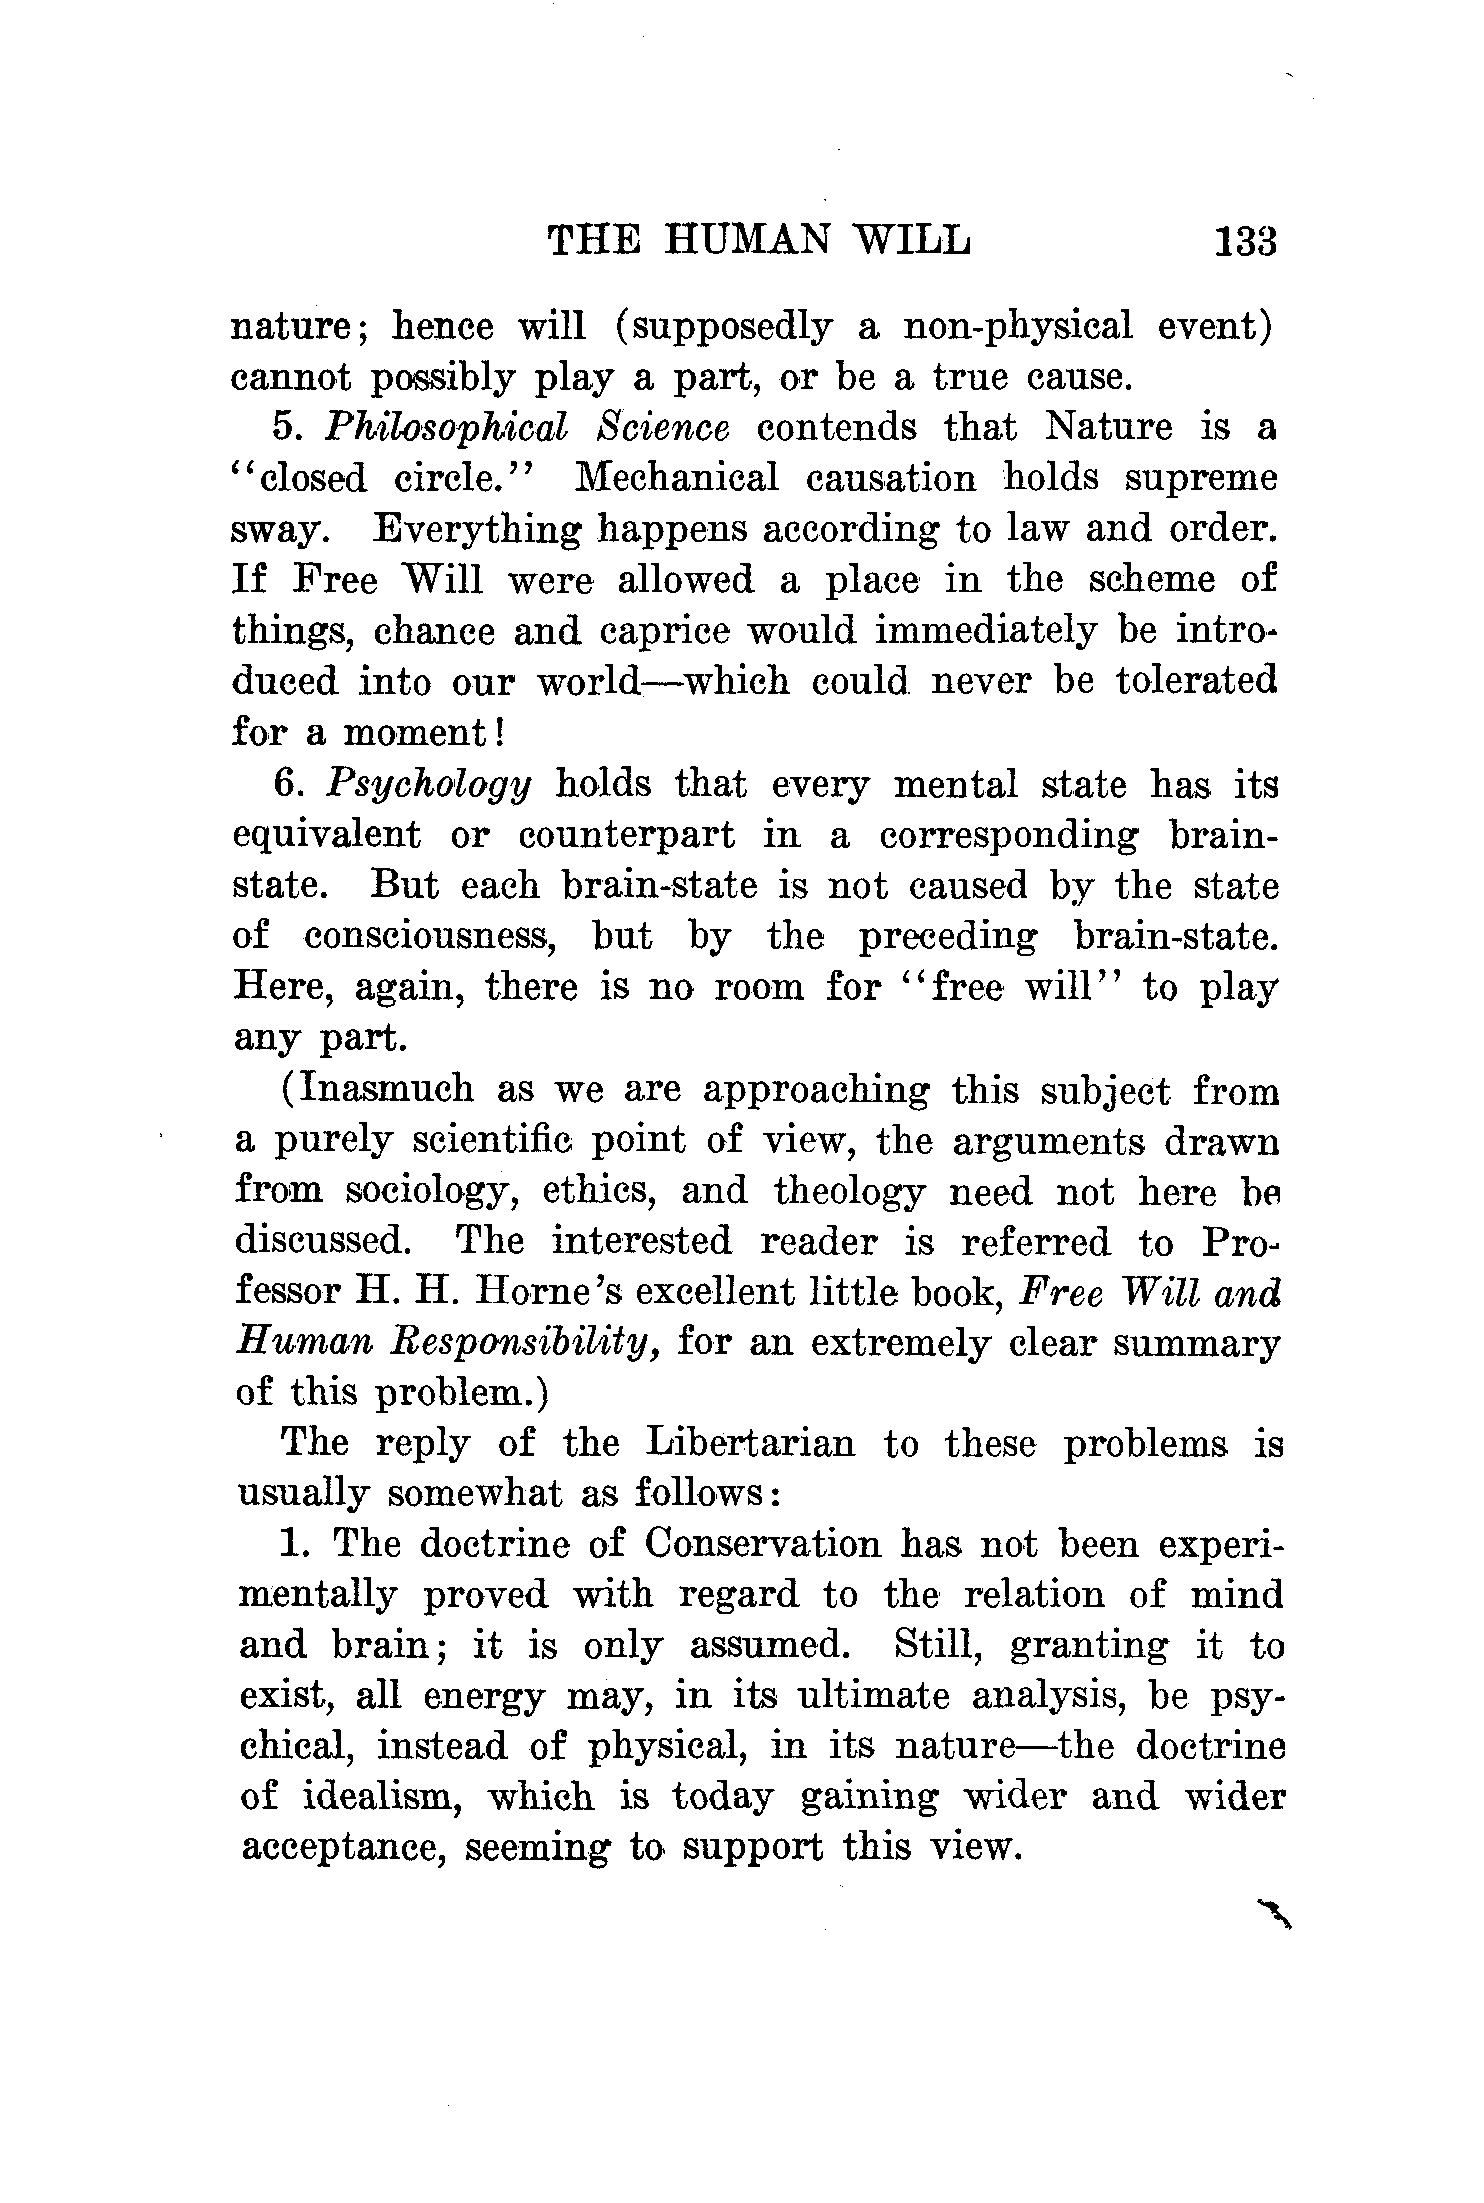 THE HUMAN WILL 133
nature; hence will (supposedly a non-physical event)
cannot possibly play a part, or be a true cause.
5. Philosophical Science contends that Nature is a
"closed circle." Mechanical causation holds supreme
sway. Everything happens according to law and order.
If Free Will were allowed a place in the scheme of
things, chance and caprice would immediately be intro-
duced into our world—which could never be tolerated
for a moment!
6. Psychology holds that every mental state has its
equivalent or counterpart in a corresponding brain-
state. But each brain-state is not caused by the state
of consciousness, but by the preceding brain-state.
Here, again, there is no room for "free will" to play
any part.
(Inasmuch as we are approaching this subject from
a purely scientific point of view, the arguments drawn
from sociology, ethics, and theology need not here be
discussed. The interested reader is referred to Pro-
fessor H. H. Horne's excellent little book, Free Will and
Human Responsibility, for an extremely clear summary
of this problem.)
The reply of the Libertarian to these problems is
usually somewhat as follows:
1. The doctrine of Conservation has not been experi-
mentally proved with regard to the relation of mind
and brain; it is only assumed. Still, granting it to
exist, all energy may, in its ultimate analysis, be psy-
chical, instead of physical, in its nature—the doctrine
of idealism, which is today gaining wider and wider
acceptance, seeming to support this view.